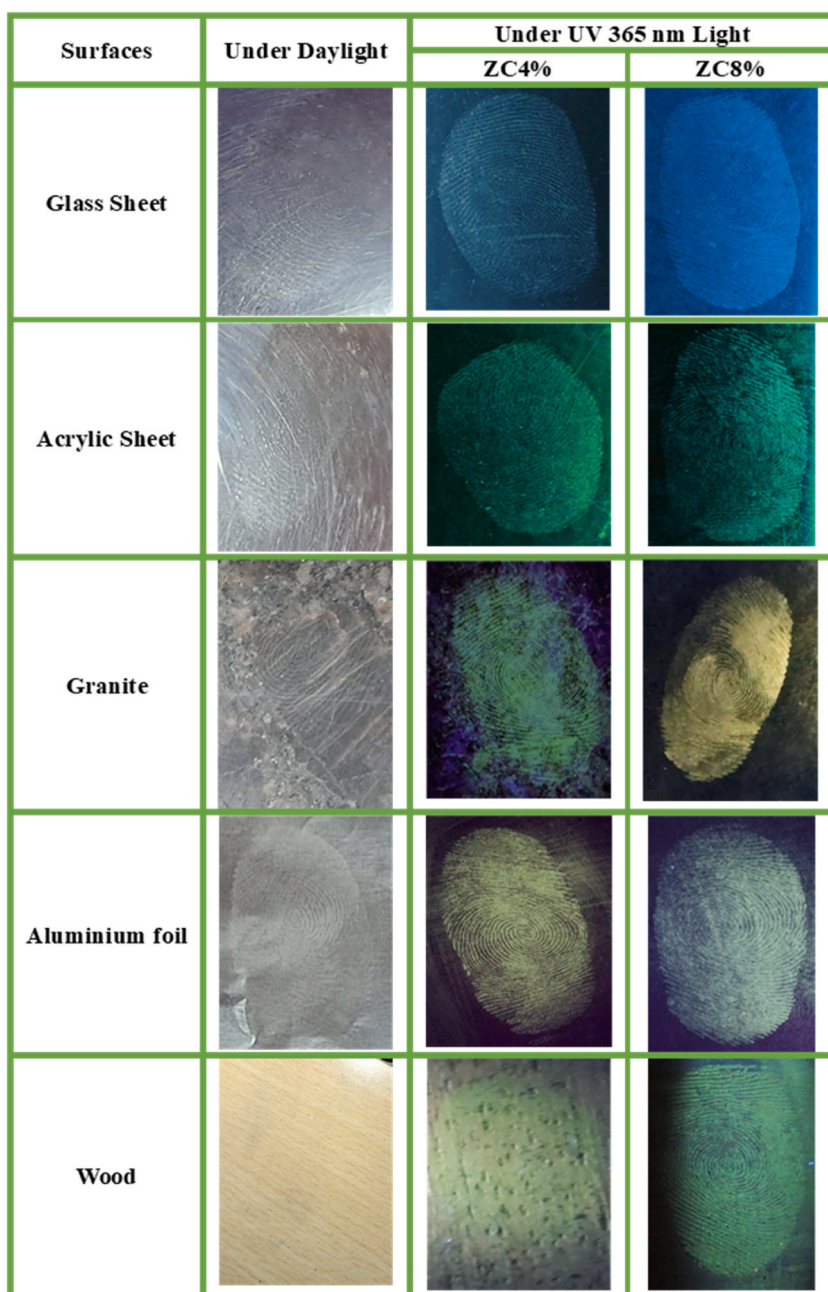 Surfaces
Under Daylight
Under UV 365 nm Light
ZC4%
ZC8%
Glass Sheet
Acrylic Sheet
Granite
Aluminium foil
Wood